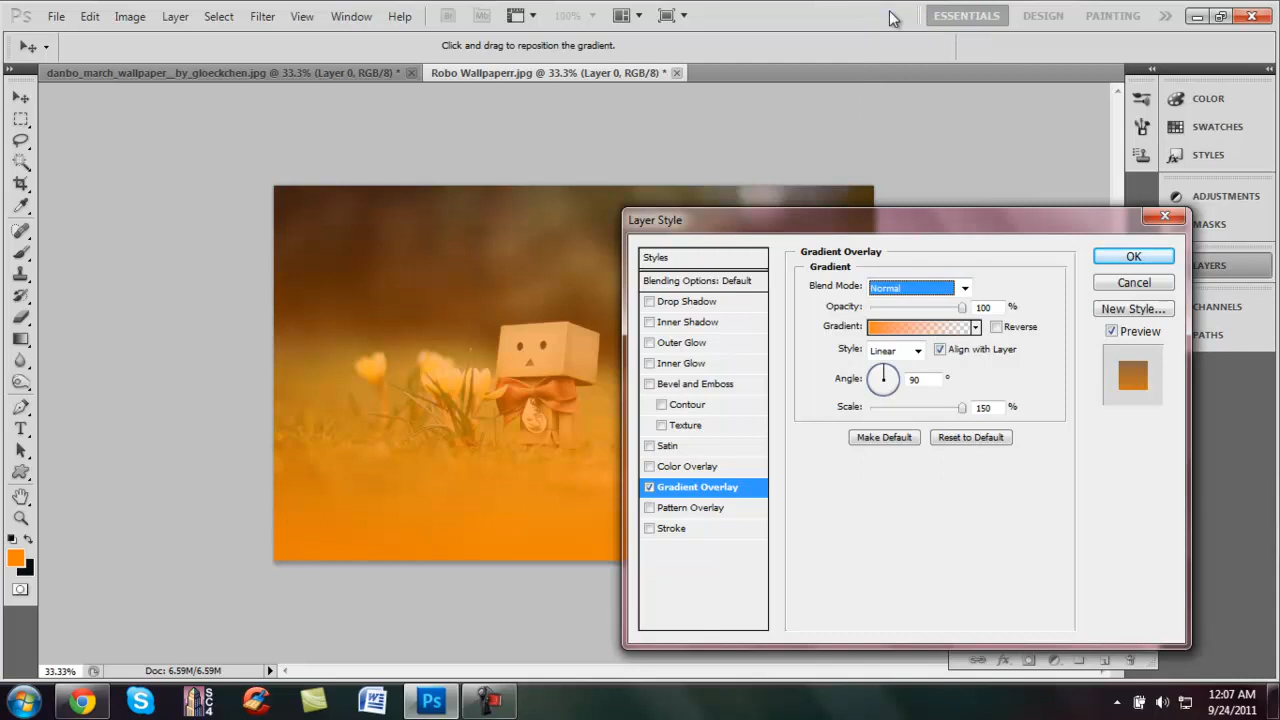 Ps File Edit Image Layer Select Filter View Window Help Br Mb 100% ESSENTIALS DESIGN PAINTING
Click and drag to reposition the gradient.
danbo_march_wallpaper__by_gloeckchen.jpg @ 33.3% (Layer 0, RGB/8) * Robo Wallpaperr.jpg @ 33.3% (Layer 0, RGB/8) *
COLOR
SWATCHES
STYLES
ADJUSTMENTS
MASKS
LAYERS
CHANNELS
PATHS
Layer Style
Styles
Blending Options: Default
Drop Shadow
Inner Shadow
Outer Glow
Inner Glow
Bevel and Emboss
Contour
Texture
Satin
Color Overlay
Gradient Overlay
Pattern Overlay
Stroke
Gradient Overlay
Gradient
Blend Mode: Normal
Opacity: 100 %
Gradient: Reverse
Style: Linear Align with Layer
Angle: 90 °
Scale: 150 %
Make Default Reset to Default
OK
Cancel
New Style...
Preview
33.33% Doc: 6.59M/6.59M
S C 4 Ps
12:07 AM
9/24/2011